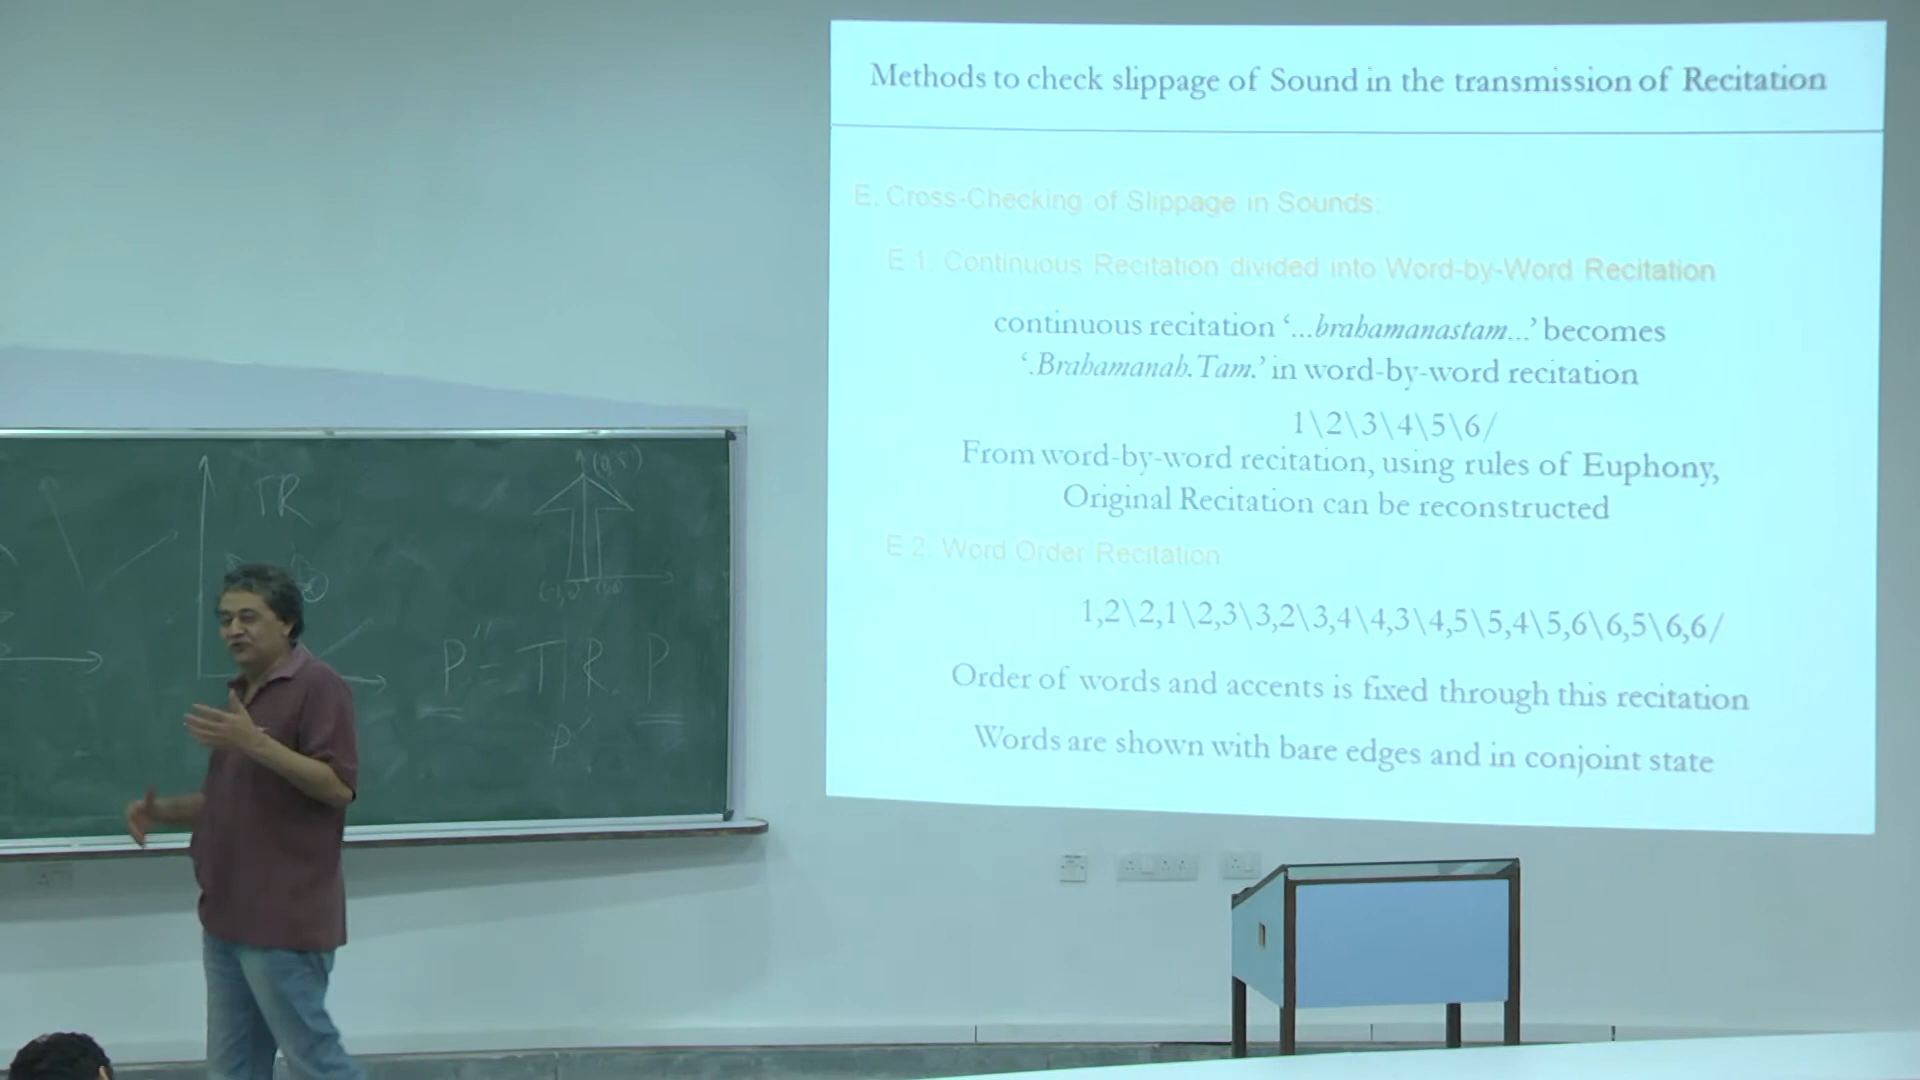 Methods to check slippage of Sound in the transmission of Recitation
E. Cross-Checking of Slippage in Sounds:
E 1. Continuous Recitation divided into Word-by-Word Recitation
continuous recitation ‘...brahamanastam...’ becomes
‘.Brahamanah.Tam.’ in word-by-word recitation
1\2\3\4\5\6/
From word-by-word recitation, using rules of Euphony,
Original Recitation can be reconstructed
E 2. Word Order Recitation
1,2\2,1\2,3\3,2\3,4\4,3\4,5\5,4\5,6\6,5\6,6/
Order of words and accents is fixed through this recitation
Words are shown with bare edges and in conjoint state
TR
(0,5)
P'' = T R P
P'